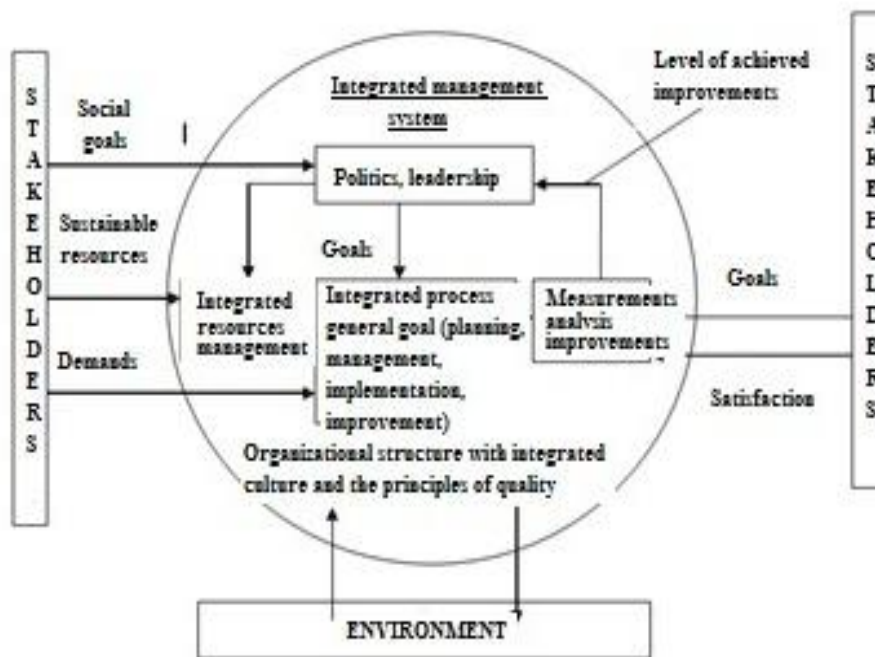 STAKEHOLDERS
Social
goals
Sustainable
resources
Demands
Integrated management
system
Politics, leadership
Goals
Integrated
resources
management
Integrated process
general goal (planning,
management,
implementation,
improvement)
Measurements
analysis
improvements
Organizational structure with integrated
culture and the principles of quality
Level of achieved
improvements
Goals
Satisfaction
STAKEHOLDERS
ENVIRONMENT